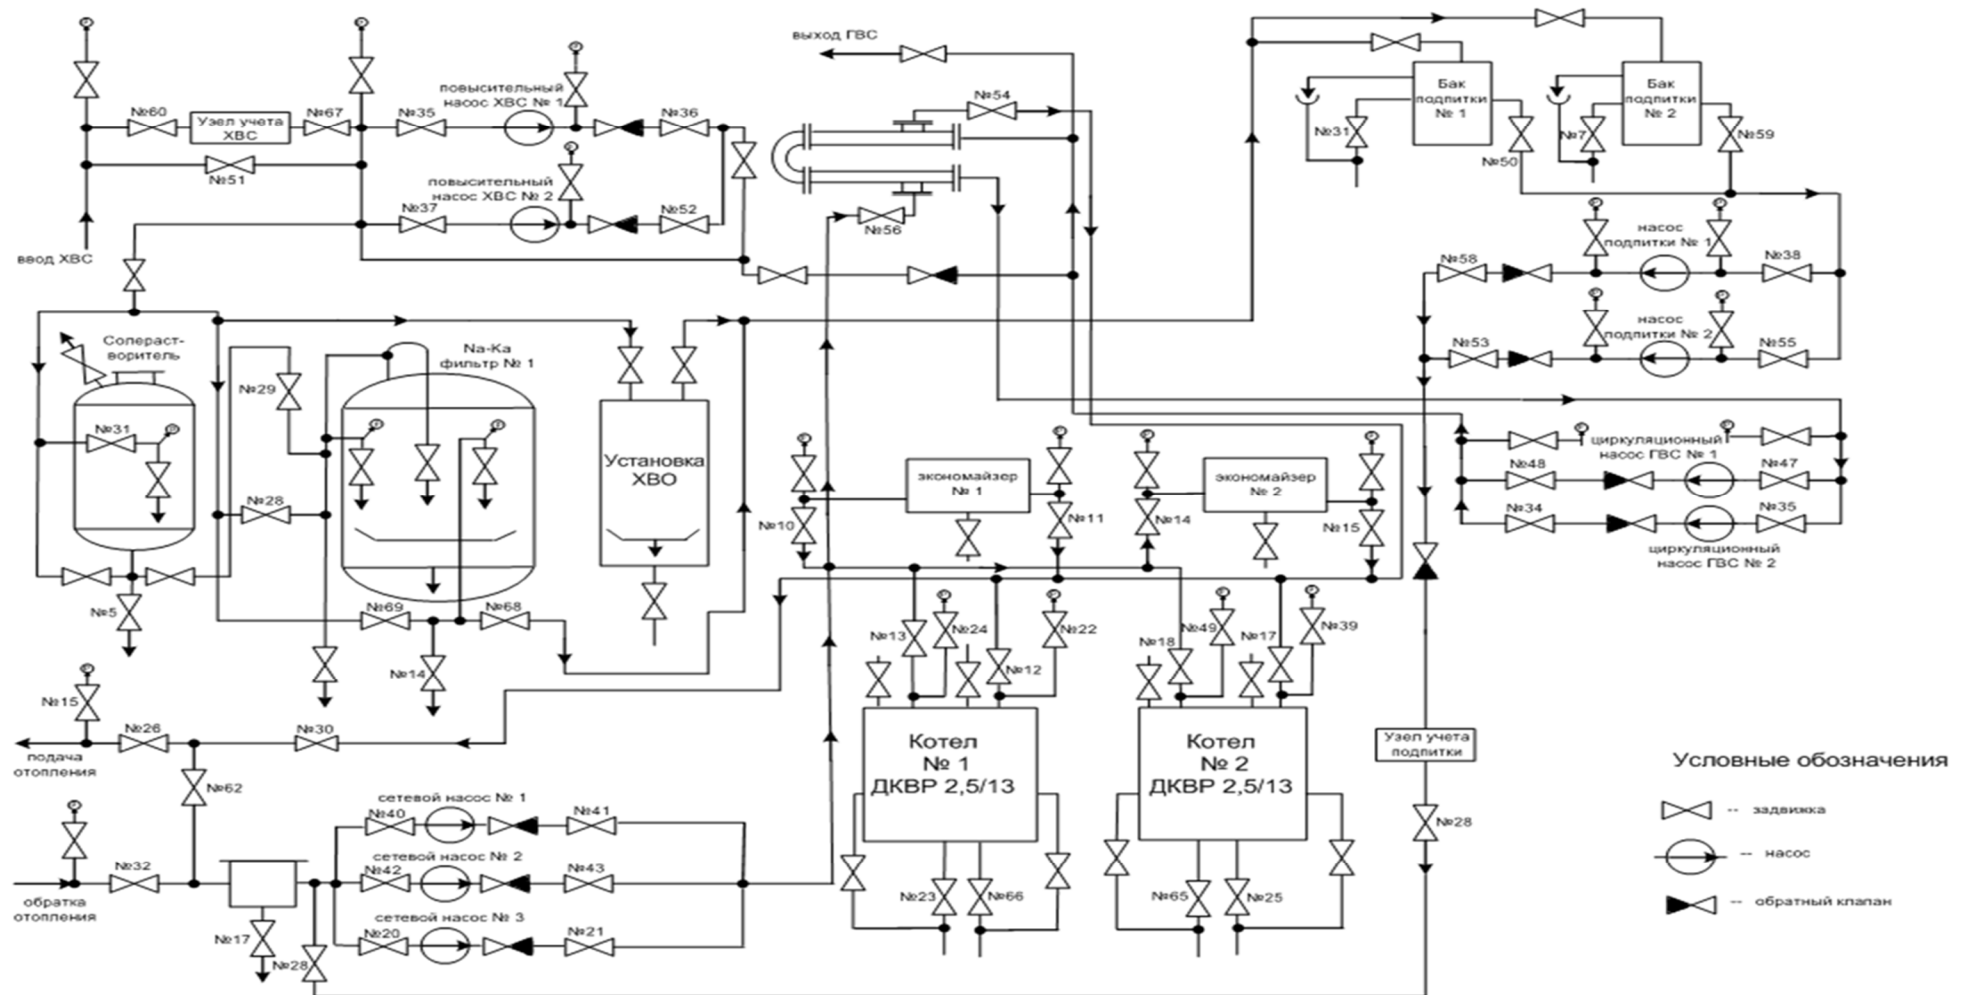 выход ГВС
№54
№60
Узел учета
ХВС
№67
№35
повысительный
насос ХВС № 1
№36
№51
повысительный
насос ХВС № 2
№37
№52
№56
ввод ХВС
Бак
подпитки
№ 1
Бак
подпитки
№ 2
№31
№7
№50
№59
насос
подпитки № 1
№58
№38
насос
подпитки № 2
№53
№55
Солераст-
воритель
Na-Ka
фильтр № 1
№29
№31
№28
Установка
ХВО
№5
№69
№68
№14
экономайзер
№ 1
экономайзер
№ 2
№10
№11
№14
№15
циркуляционный
насос ГВС № 1
№48
№47
№34
№35
циркуляционный
насос ГВС № 2
№13
№24
№12
№22
№18
№49
№17
№39
№15
№26
№30
подача
отопления
№62
Котел
№ 1
ДКВР 2,5/13
Котел
№ 2
ДКВР 2,5/13
Узел учета
подпитки
№28
Условные обозначения
-- задвижка
-- насос
-- обратный клапан
сетевой насос № 1
№40
№41
сетевой насос № 2
№32
№42
№43
обратка
отопления
сетевой насос № 3
№17
№28
№20
№21
№23
№66
№65
№25